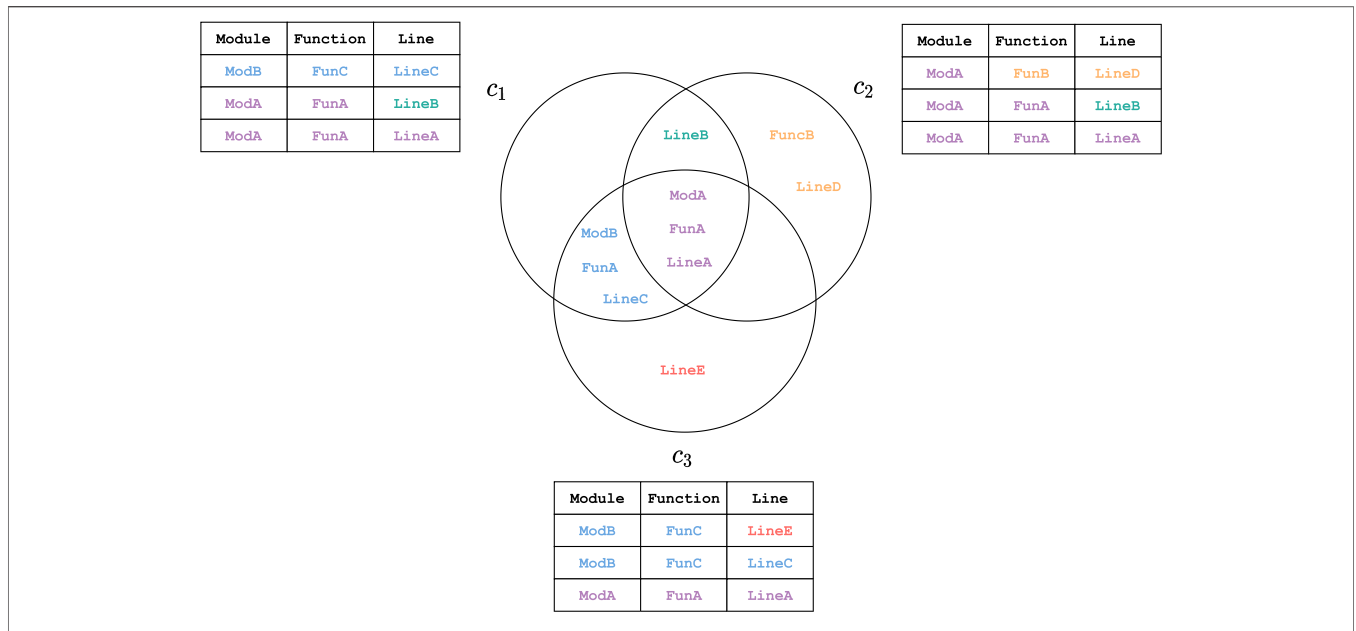 Module Function Line
ModB FunC LineC
ModA FunA LineB
ModA FunA LineA
c1
c2
Module Function Line
ModA FunB LineD
ModA FunA LineB
ModA FunA LineA
LineB
FuncB
LineD
ModA
FunA
LineA
ModB
FunA
LineC
LineE
c3
Module Function Line
ModB FunC LineE
ModB FunC LineC
ModA FunA LineA